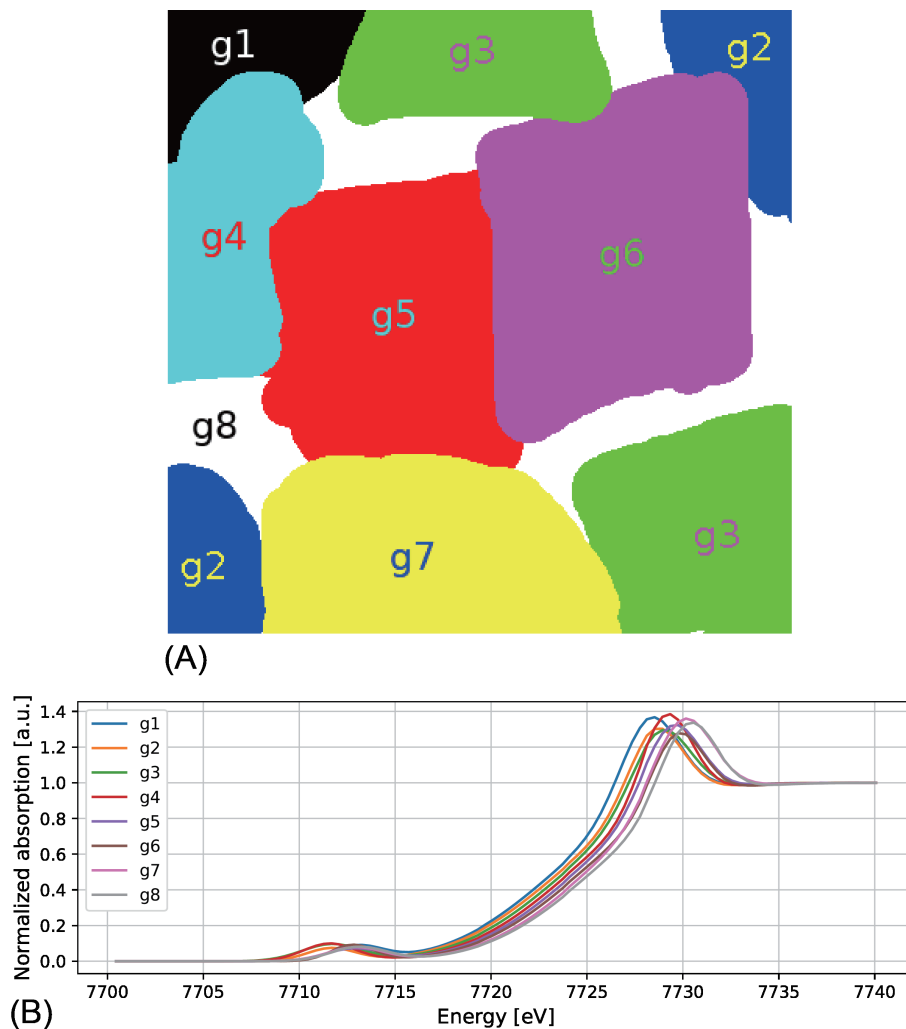 g1
g3
g2
g4
g6
g5
g8
g3
g2
g7
(A)
Normalized absorption [a.u.]
1.4
1.2
1.0
0.8
0.6
0.4
0.2
0.0
g1
g2
g3
g4
g5
g6
g7
g8
7700 7705 7710 7715 7720 7725 7730 7735 7740
Energy [eV]
(B)